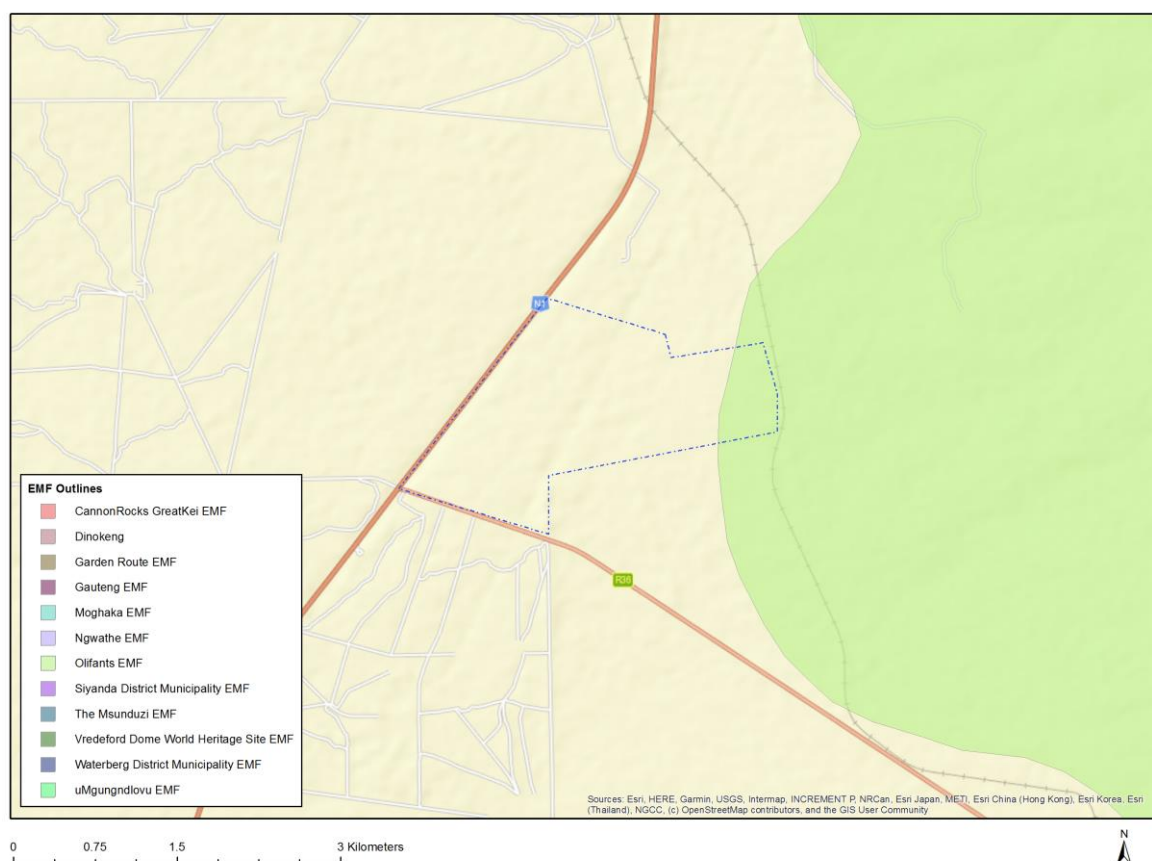 N1
R36
EMF Outlines
CannonRocks GreatKei EMF
Dinokeng
Garden Route EMF
Gauteng EMF
Moghaka EMF
Ngwathe EMF
Olifants EMF
Siyanda District Municipality EMF
The Msunduzi EMF
Vredeford Dome World Heritage Site EMF
Waterberg District Municipality EMF
uMgungndlovu EMF
Sources: Esri, HERE, Garmin, USGS, Intermap, INCREMENT P, NRCan, Esri Japan, METI, Esri China (Hong Kong), Esri Korea, Esri
(Thailand), NGCC, (c) OpenStreetMap contributors, and the GIS User Community
0 0.75 1.5 3 Kilometers
N